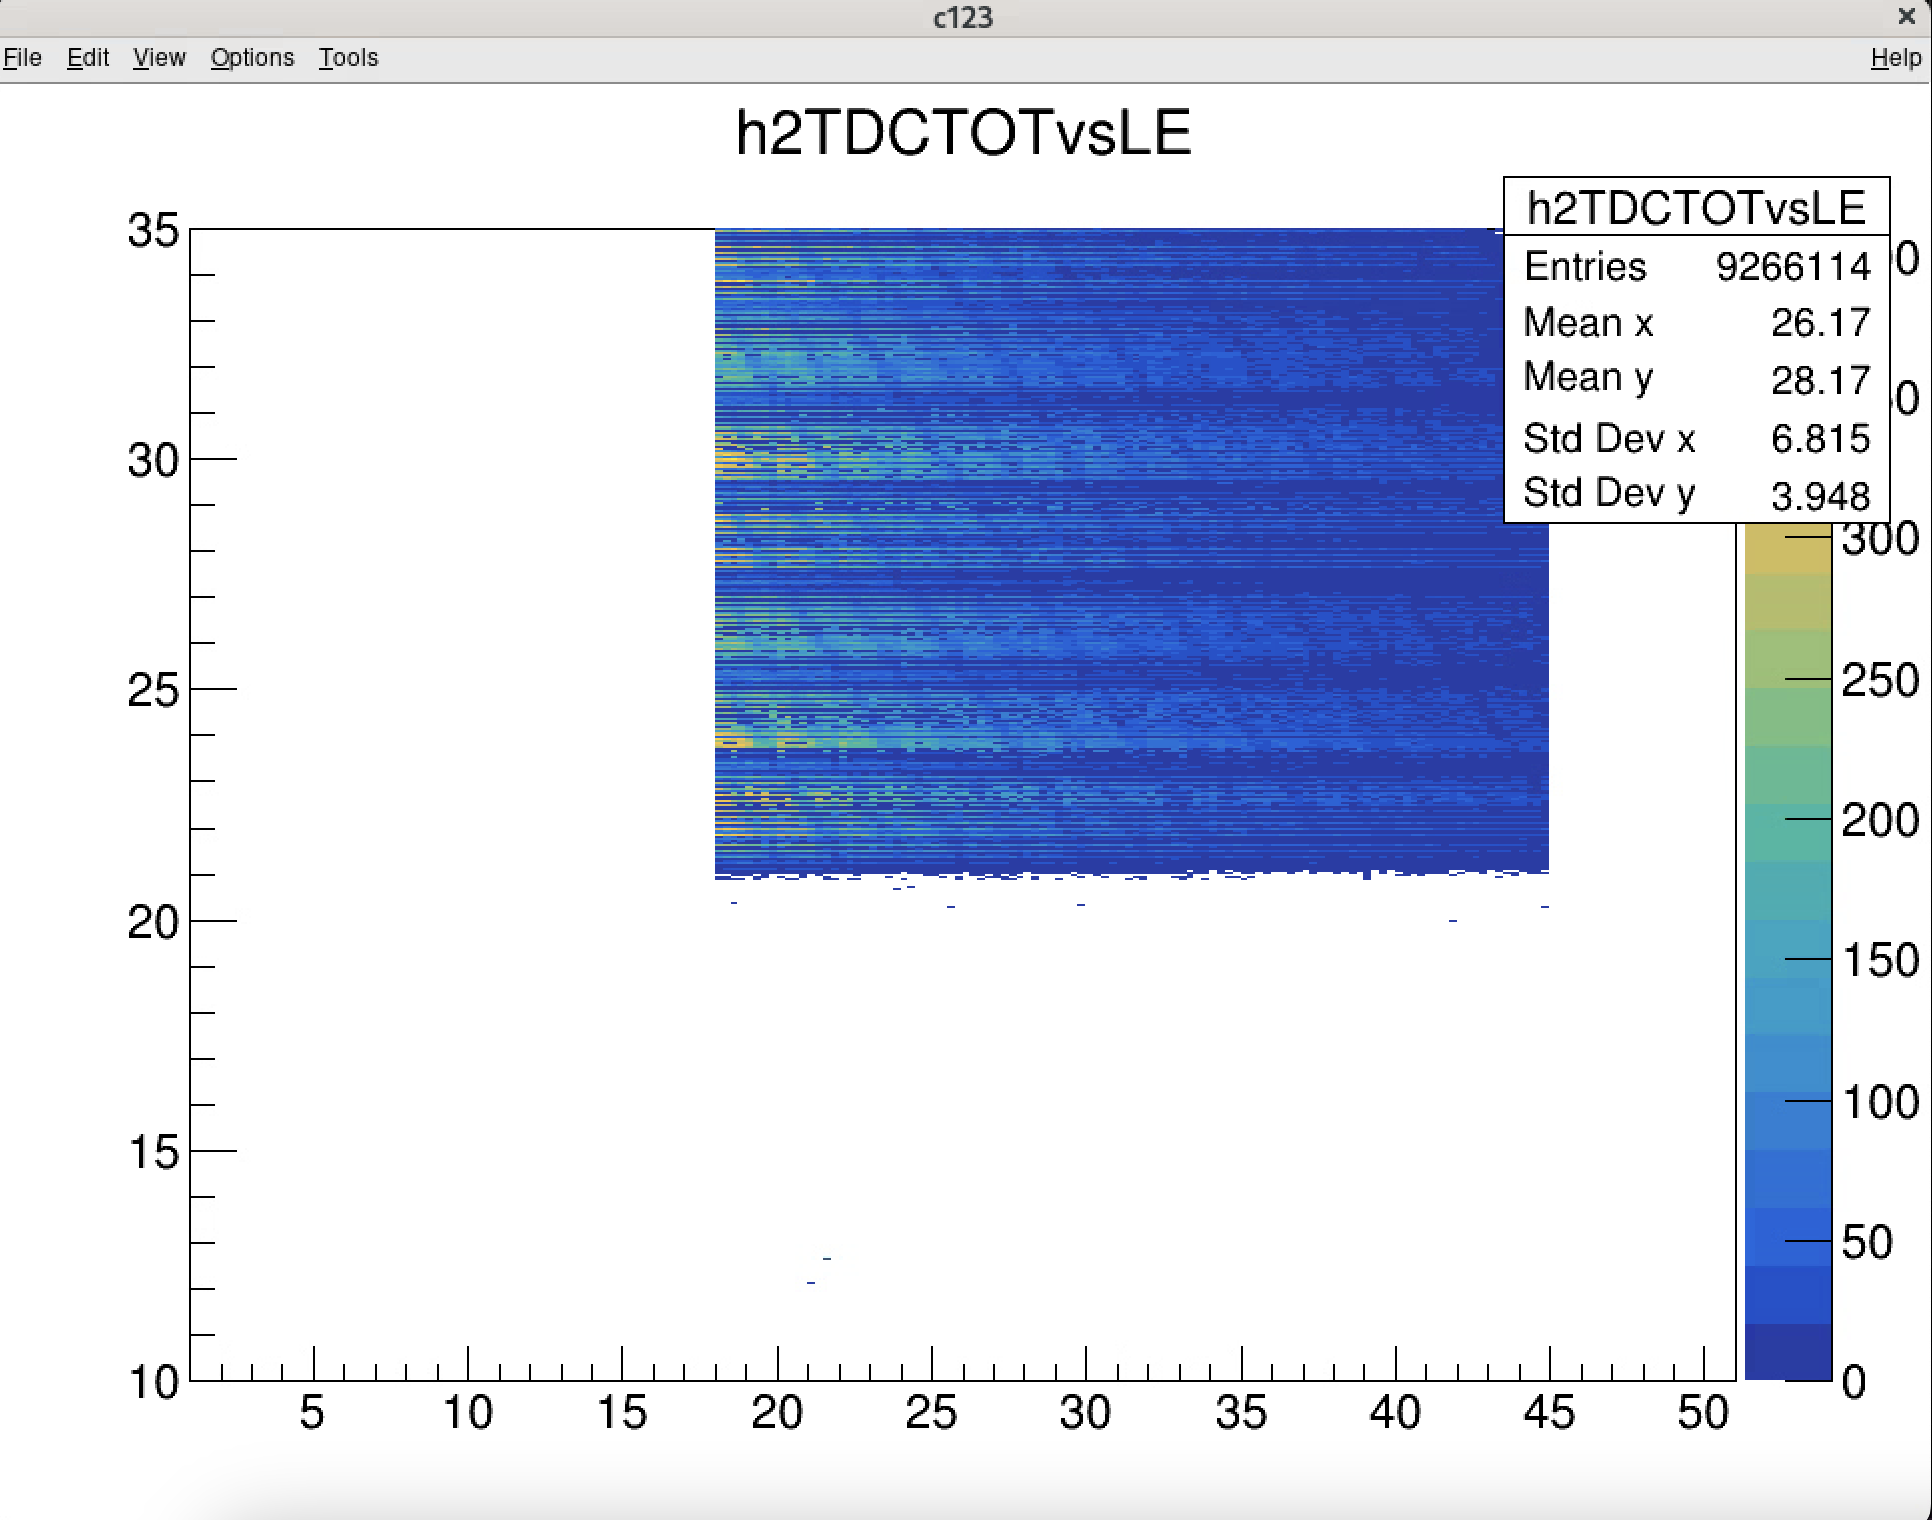 c123 ×
File Edit View Options Tools Help
h2TDCTOTvsLE
h2TDCTOTvsLE
Entries 9266114
Mean x 26.17
Mean y 28.17
Std Dev x 6.815
Std Dev y 3.948
35
30
25
20
15
10
5 10 15 20 25 30 35 40 45 50
300
250
200
150
100
50
0